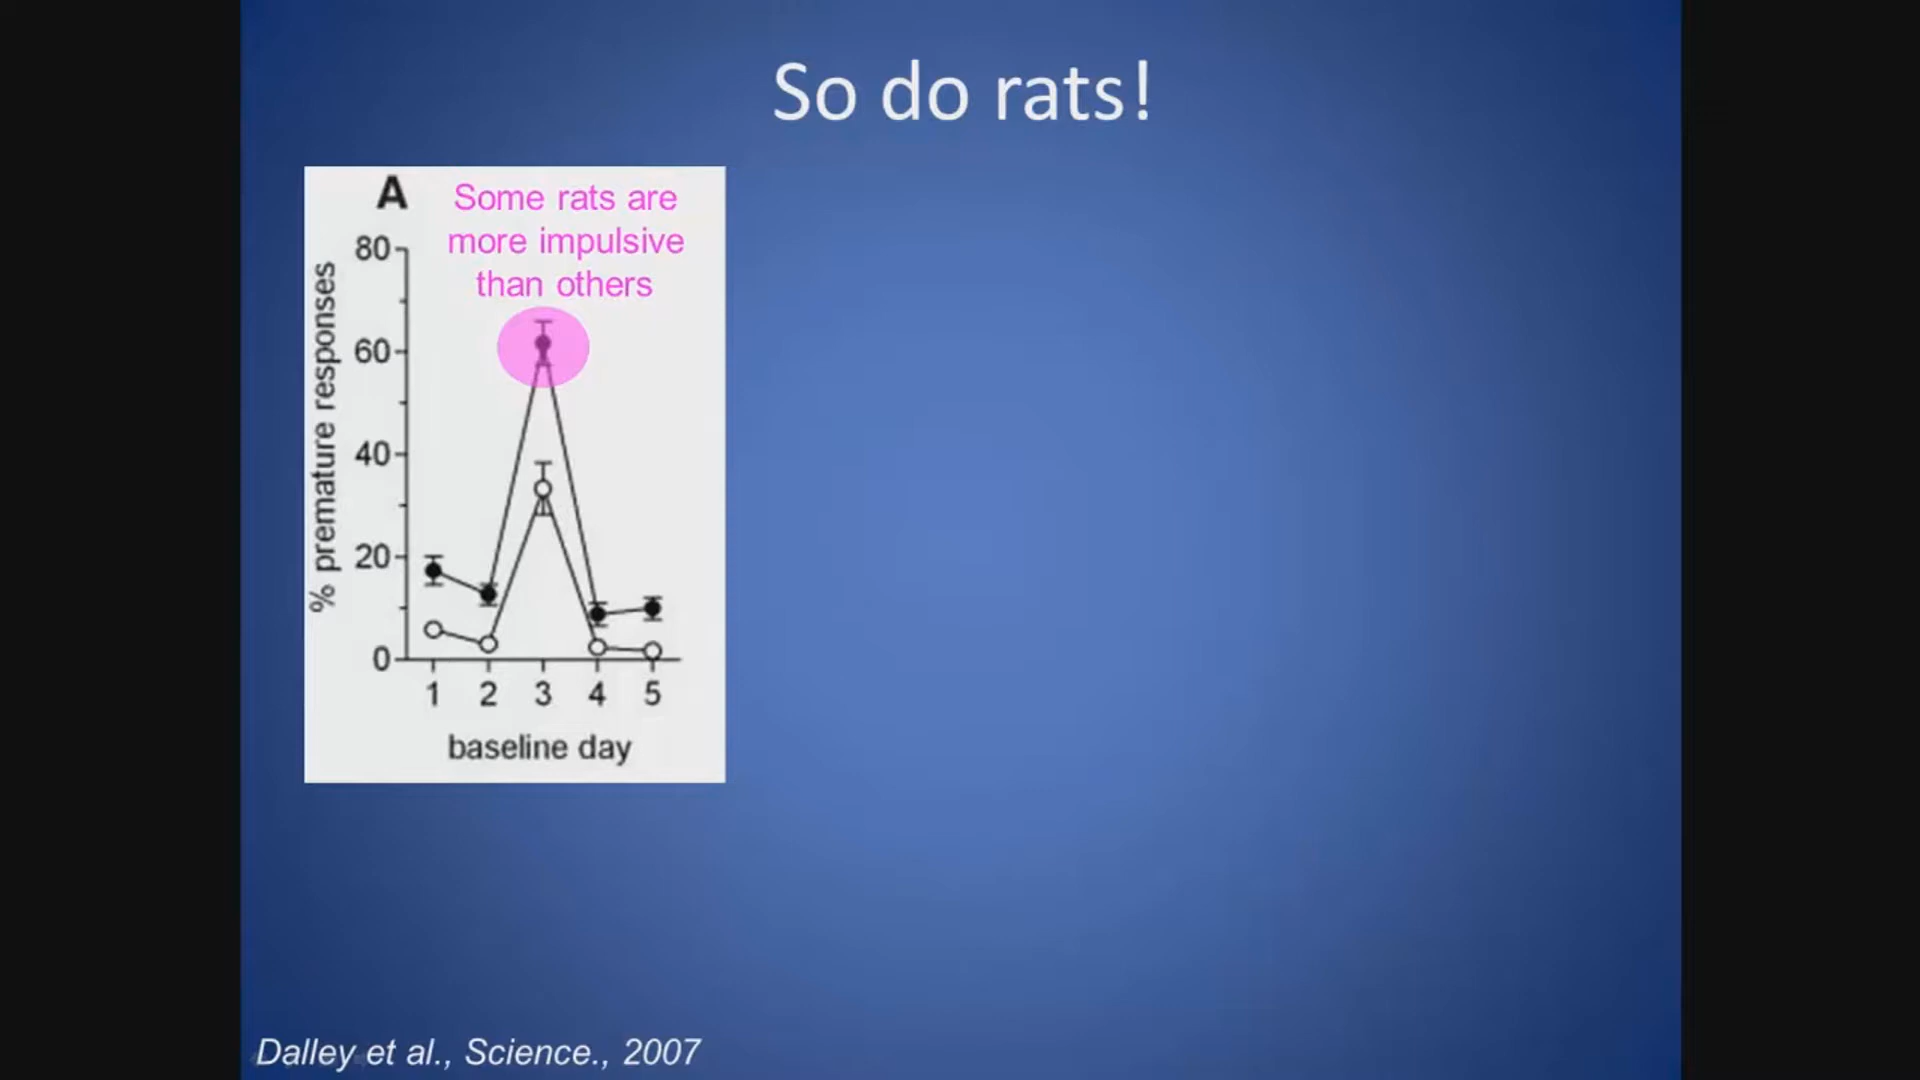 So do rats!
A
Some rats are
more impulsive
than others
80
60
40
20
0
% premature responses
1 2 3 4 5
baseline day
Dalley et al., Science., 2007